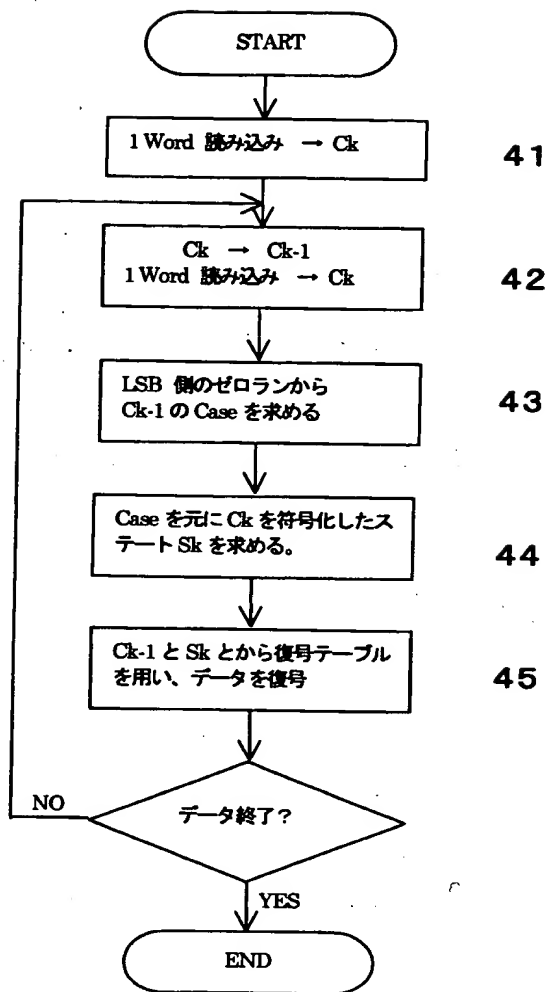 START
1 Word 読み込み → Ck
41
Ck → Ck-1
1 Word 読み込み → Ck
42
LSB 側のゼロランから
Ck-1 の Case を求める
43
Case を元に Ck を符号化したス
テート Sk を求める。
44
Ck-1 と Sk とから復号テーブル
を用い、データを復号
45
データ終了？
NO
YES
END